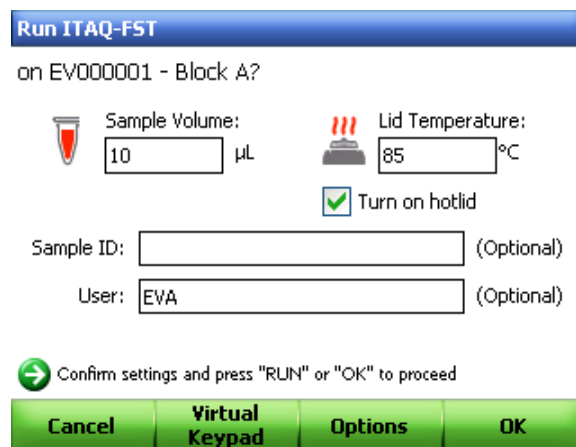 Run ITAQ-FST
on EV000001 - Block A?
Sample Volume:
10 µL
Lid Temperature:
85 °C
Turn on hotlid
Sample ID: (Optional)
User: EVA (Optional)
Confirm settings and press "RUN" or "OK" to proceed
Cancel
Virtual
Keypad
Options
OK